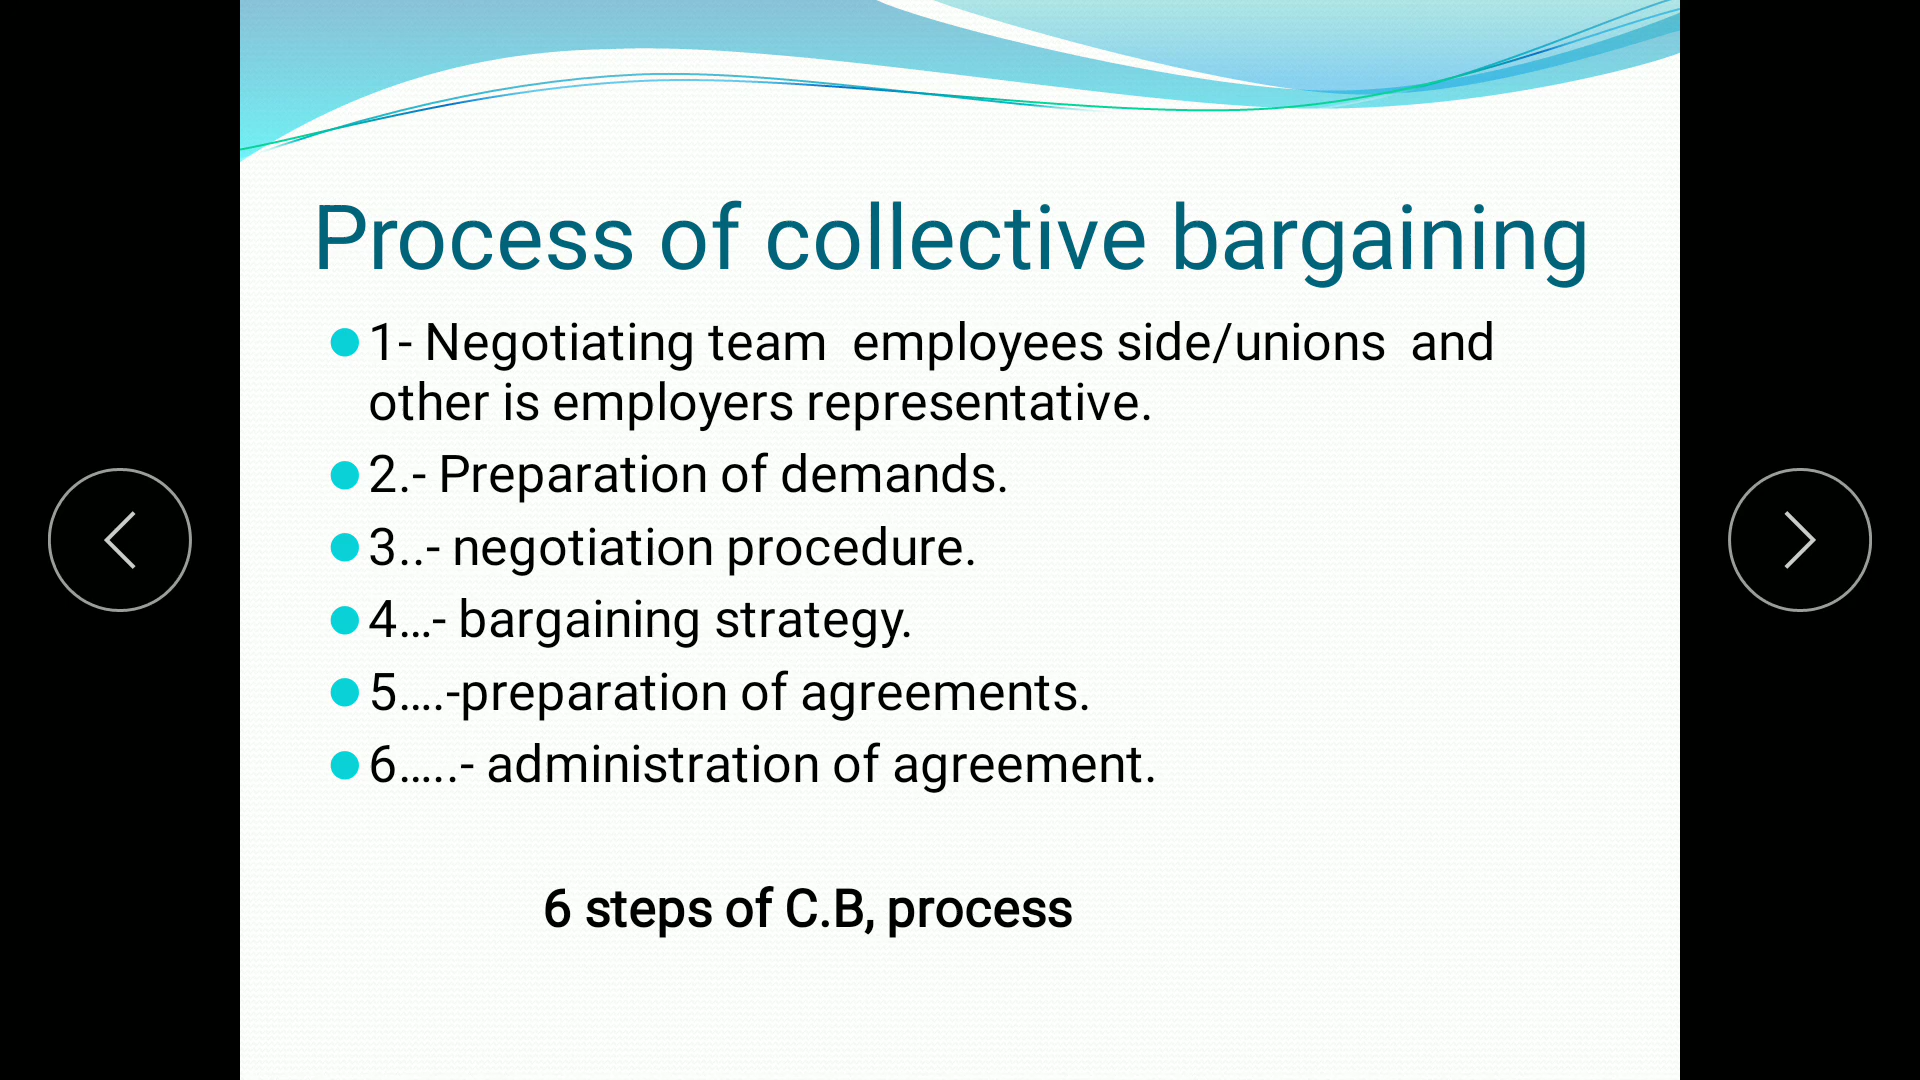 Process of collective bargaining
1- Negotiating team  employees side/unions  and
other is employers representative.
2.- Preparation of demands.
3..- negotiation procedure.
4...- bargaining strategy.
5....-preparation of agreements.
6.....- administration of agreement.
6 steps of C.B, process